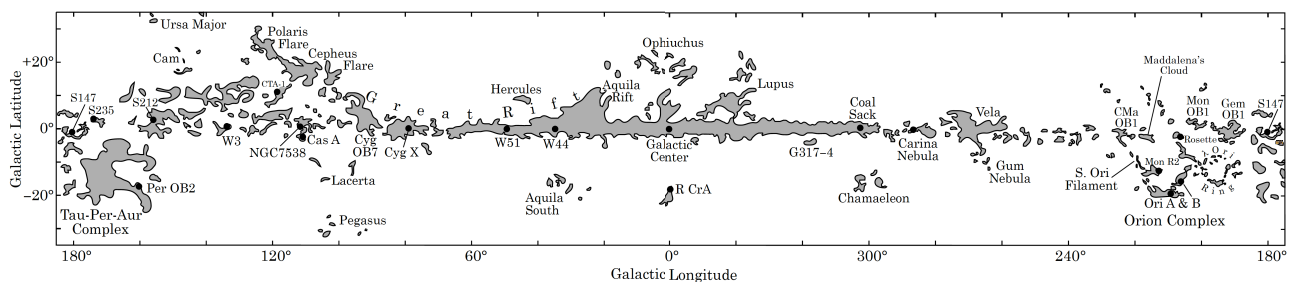 Ursa Major
Polaris
Flare
Cepheus
Flare
Cam
CTA-1
S147
S235
S212
W3
NGC7538
Cas A
Lacerta
Pegasus
Per OB2
Tau-Per-Aur
Complex
Great Rift
Cyg
OB7
Cyg X
Hercules
W51
W44
Aquila
Rift
Aquila
South
Ophiuchus
Lupus
Galactic
Center
R CrA
G317-4
Coal
Sack
Chamaeleon
Carina
Nebula
Vela
Gum
Nebula
Maddalena's
Cloud
CMa
OB1
Mon
OB1
Gem
OB1
S147
Rosette
Mon R2
S. Ori
Filament
λ Ori
Ring
Ori A & B
Orion Complex
+20°
0°
−20°
Galactic Latitude
180°
120°
60°
0°
300°
240°
180°
Galactic Longitude